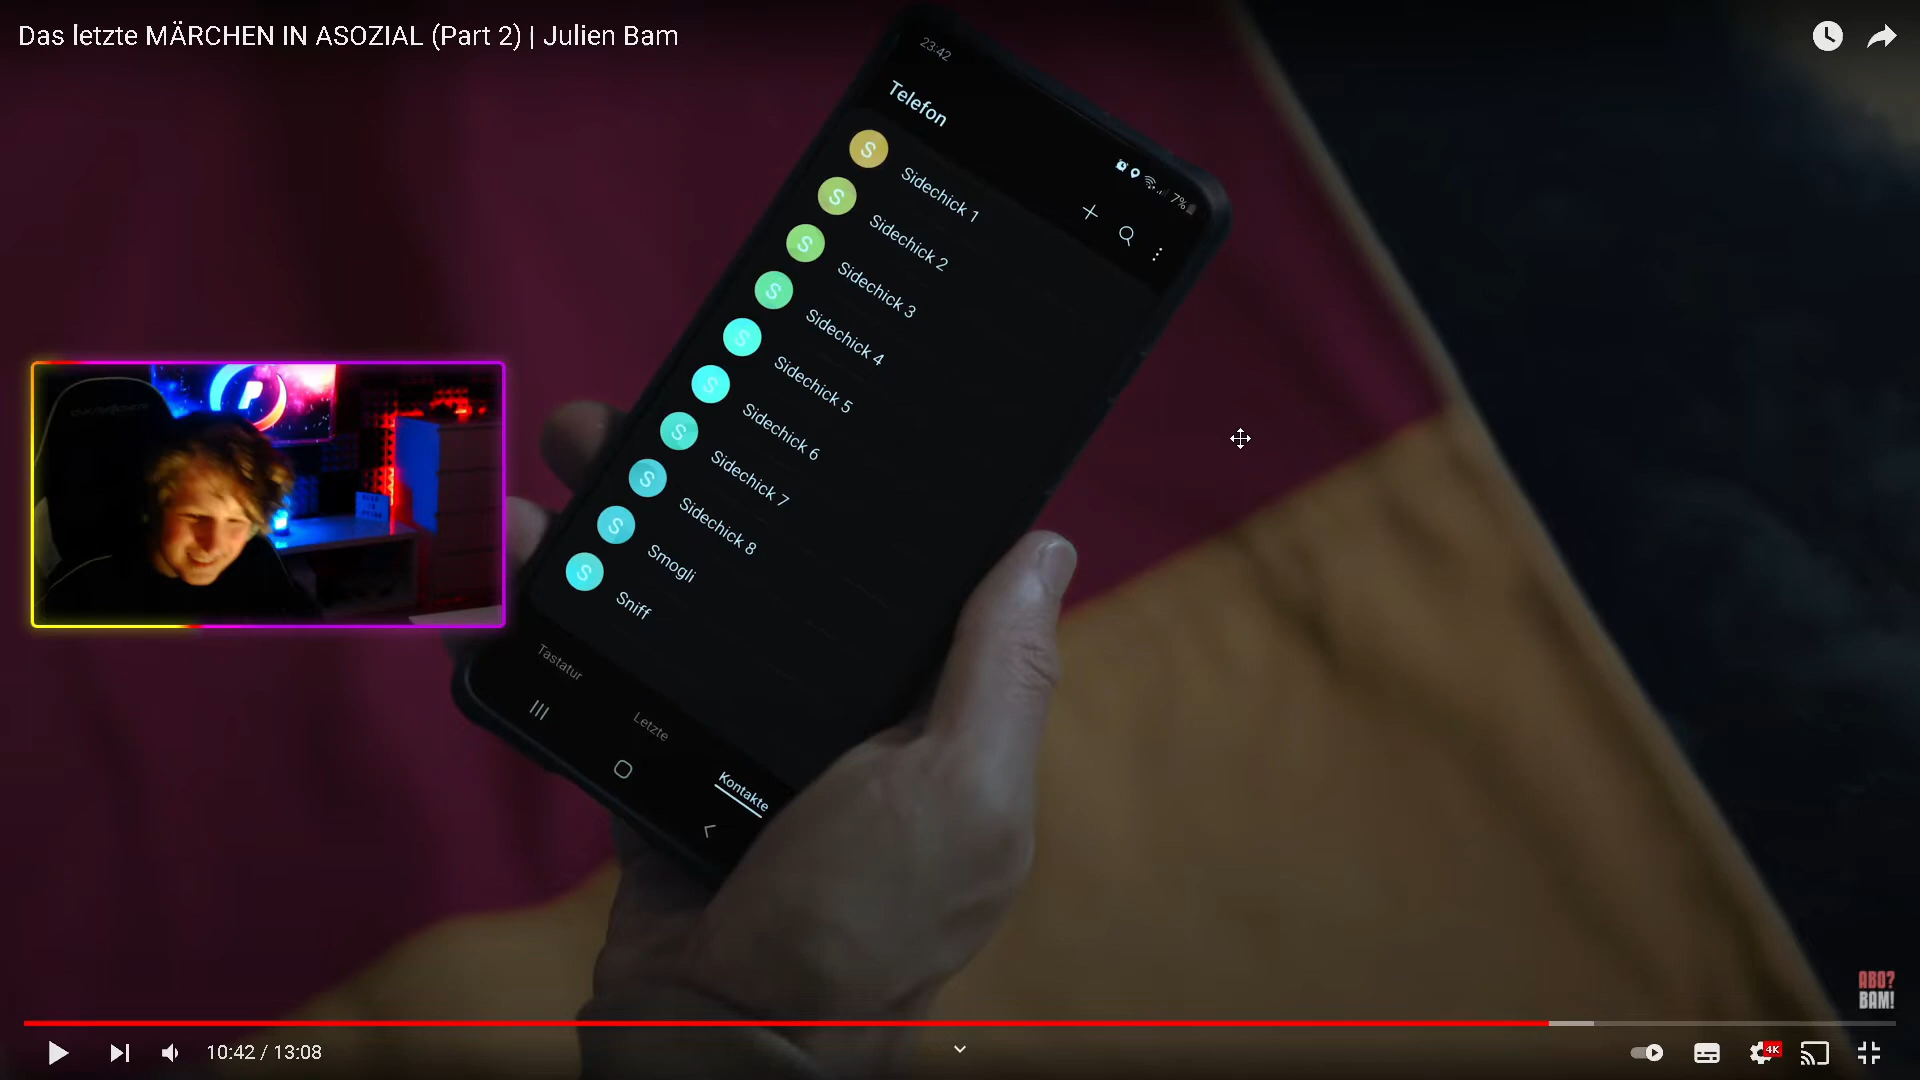 Das letzte MÄRCHEN IN ASOZIAL (Part 2) | Julien Bam
23:42
7%
Telefon
S Sidechick 1
S Sidechick 2
S Sidechick 3
S Sidechick 4
S Sidechick 5
S Sidechick 6
S Sidechick 7
S Sidechick 8
S Smogli
S Sniff
Tastatur
Letzte
Kontakte
ABO?
BAM!
10:42 / 13:08
4K